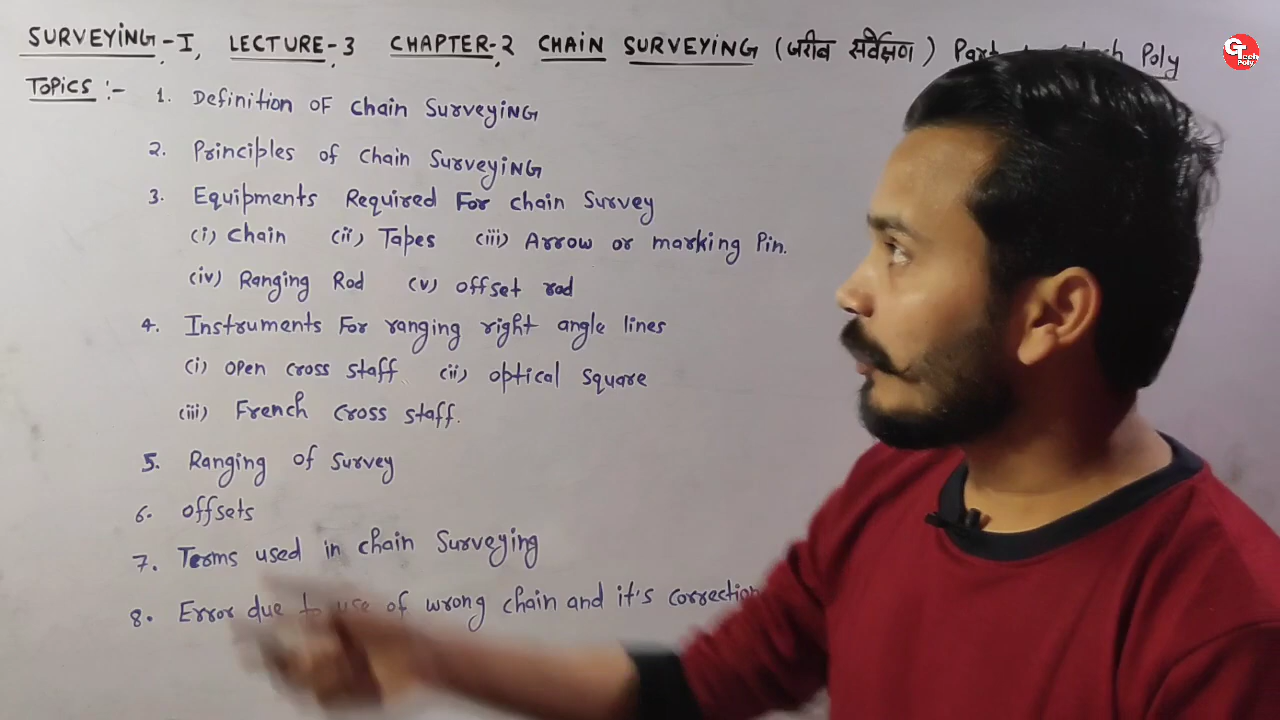 SURVEYiNG-I, LECTURE-3 CHAPTER-2 CHAiN SURVEYiNG (जरीब सर्वेक्षण) Poly
TOPiCS :-
1. Definition OF Chain SurveyiNG
2. Principles of Chain SurveyiNG
3. Equipments Required For Chain Survey
(i) Chain (ii) Tapes (iii) Arrow or marking Pin.
(iv) Ranging Rod (v) offset rod
4. Instruments For ranging right angle lines
(i) open cross staff (ii) optical square
(iii) French cross staff.
5. Ranging of Survey
6. offsets
7. Terms used in chain Surveying
8. Error due to use of wrong chain and it's correction
GTech Poly